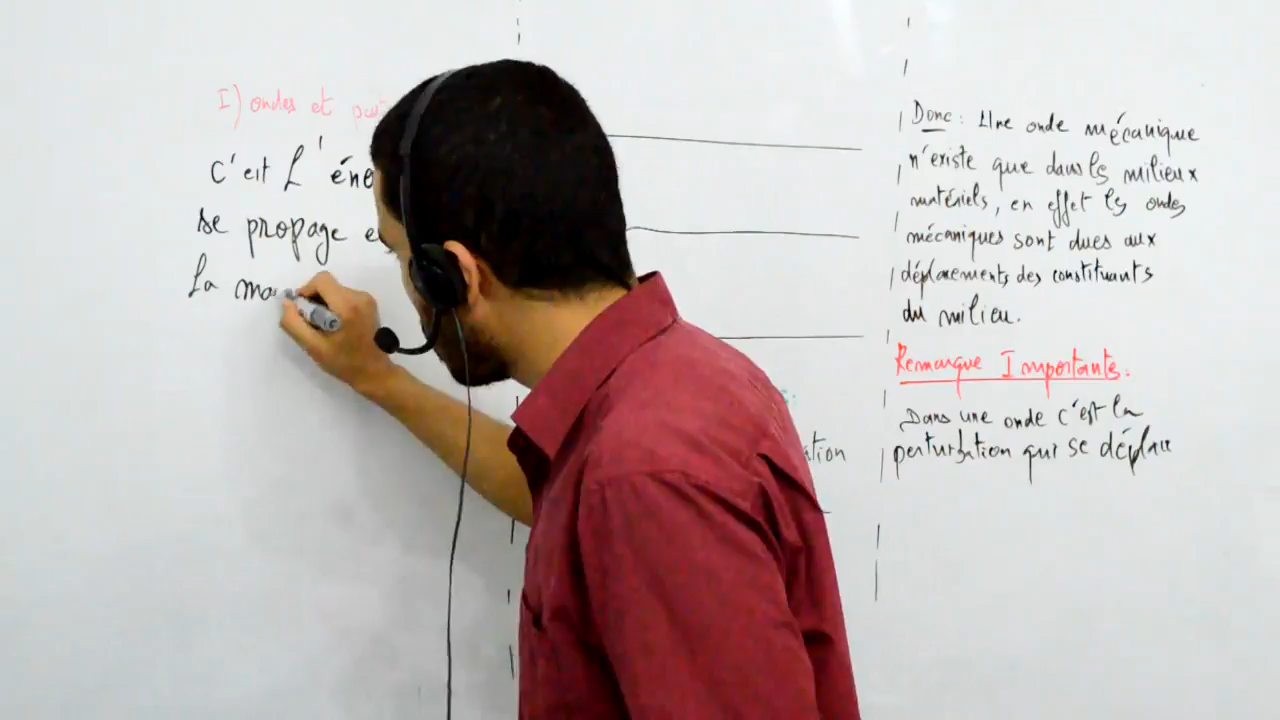 I) ondes et
C'est L'éne
se propage e
La ma
ation
Donc : Une onde mécanique
n'existe que dans les milieux
matériels, en effet les ondes
mécaniques sont dues aux
déplacements des constituants
du milieu.
Remarque Importante :
Dans une onde c'est la
perturbation qui se déplace